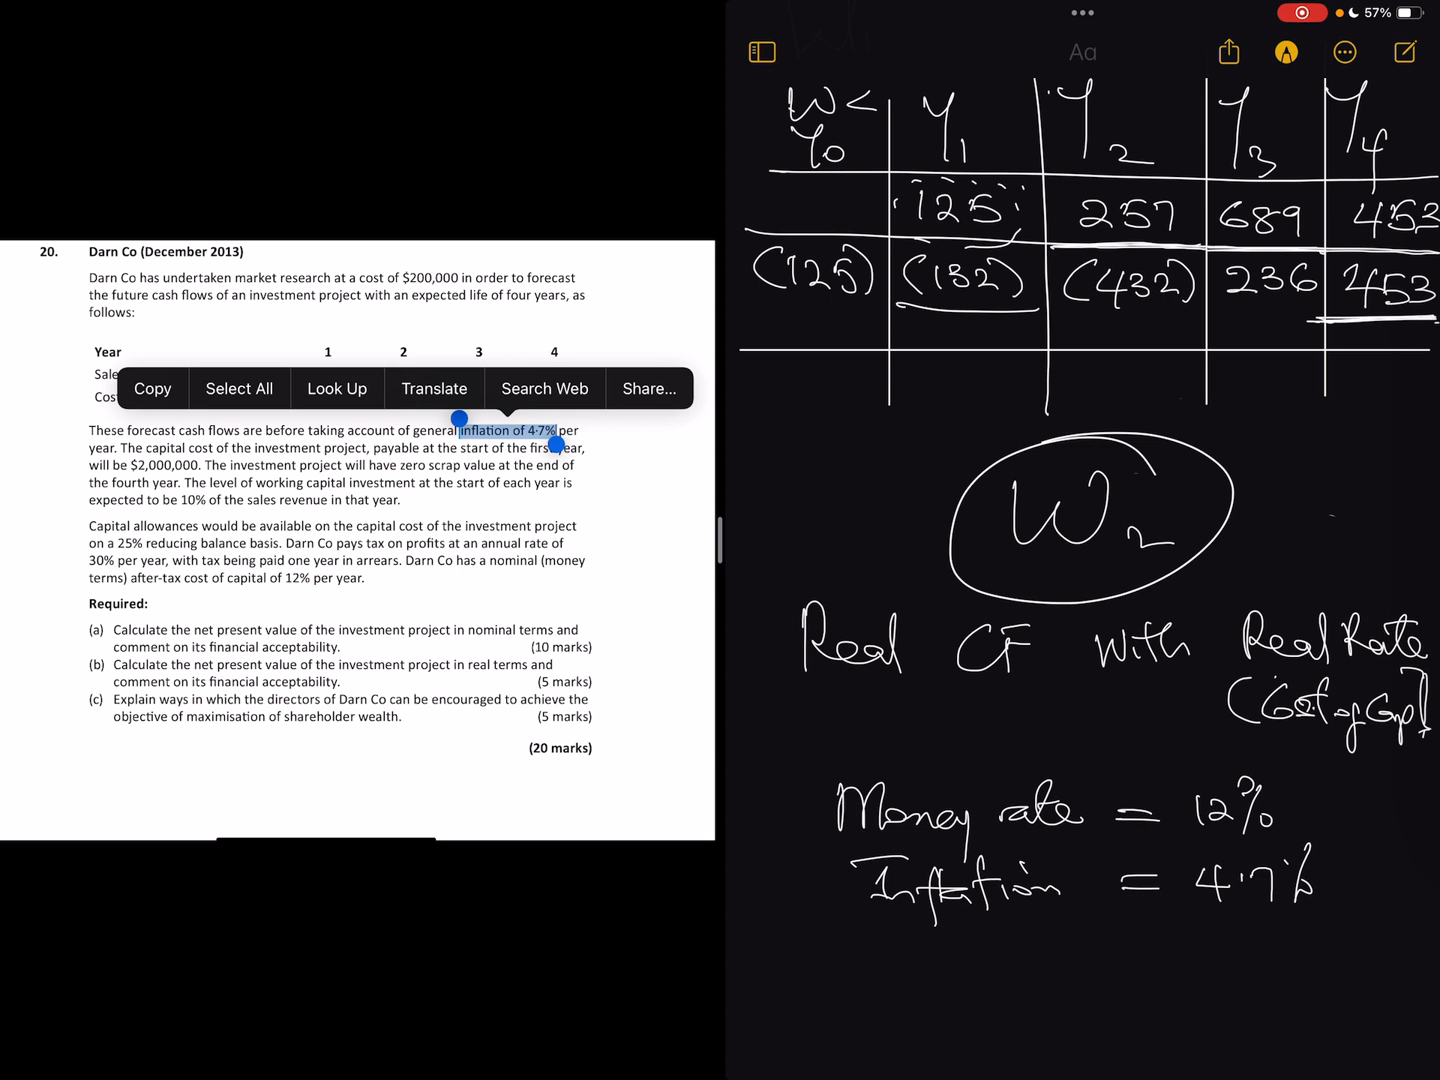 57%
Aa
20. Darn Co (December 2013)
Darn Co has undertaken market research at a cost of $200,000 in order to forecast
the future cash flows of an investment project with an expected life of four years, as
follows:
Year 1 2 3 4
Sale
Cos
Copy Select All Look Up Translate Search Web Share...
These forecast cash flows are before taking account of general inflation of 4·7% per
year. The capital cost of the investment project, payable at the start of the first year,
will be $2,000,000. The investment project will have zero scrap value at the end of
the fourth year. The level of working capital investment at the start of each year is
expected to be 10% of the sales revenue in that year.
Capital allowances would be available on the capital cost of the investment project
on a 25% reducing balance basis. Darn Co pays tax on profits at an annual rate of
30% per year, with tax being paid one year in arrears. Darn Co has a nominal (money
terms) after-tax cost of capital of 12% per year.
Required:
(a) Calculate the net present value of the investment project in nominal terms and
comment on its financial acceptability. (10 marks)
(b) Calculate the net present value of the investment project in real terms and
comment on its financial acceptability. (5 marks)
(c) Explain ways in which the directors of Darn Co can be encouraged to achieve the
objective of maximisation of shareholder wealth. (5 marks)
(20 marks)
W<
Y0 Y1 Y2 Y3 Y4
125 257 689 453
(125) (132) (432) 236 453
W2
Real CF with Real Rate
Money rate = 12%
Inflation = 4.7%